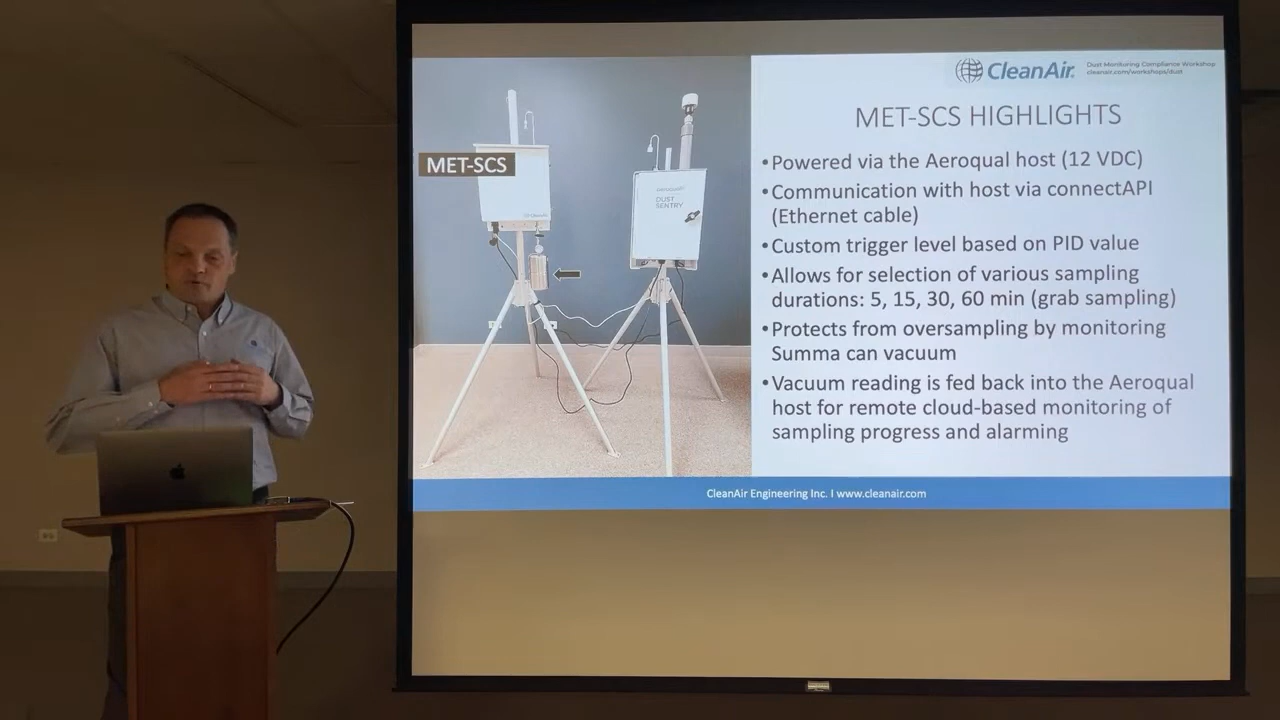 CleanAir.
Dust Monitoring Compliance Workshop
cleanair.com/workshops/dust
MET-SCS HIGHLIGHTS
MET-SCS
DUST
SENTRY
•Powered via the Aeroqual host (12 VDC)
•Communication with host via connectAPI
(Ethernet cable)
•Custom trigger level based on PID value
•Allows for selection of various sampling
durations: 5, 15, 30, 60 min (grab sampling)
•Protects from oversampling by monitoring
Summa can vacuum
•Vacuum reading is fed back into the Aeroqual
host for remote cloud-based monitoring of
sampling progress and alarming
CleanAir Engineering Inc. I www.cleanair.com